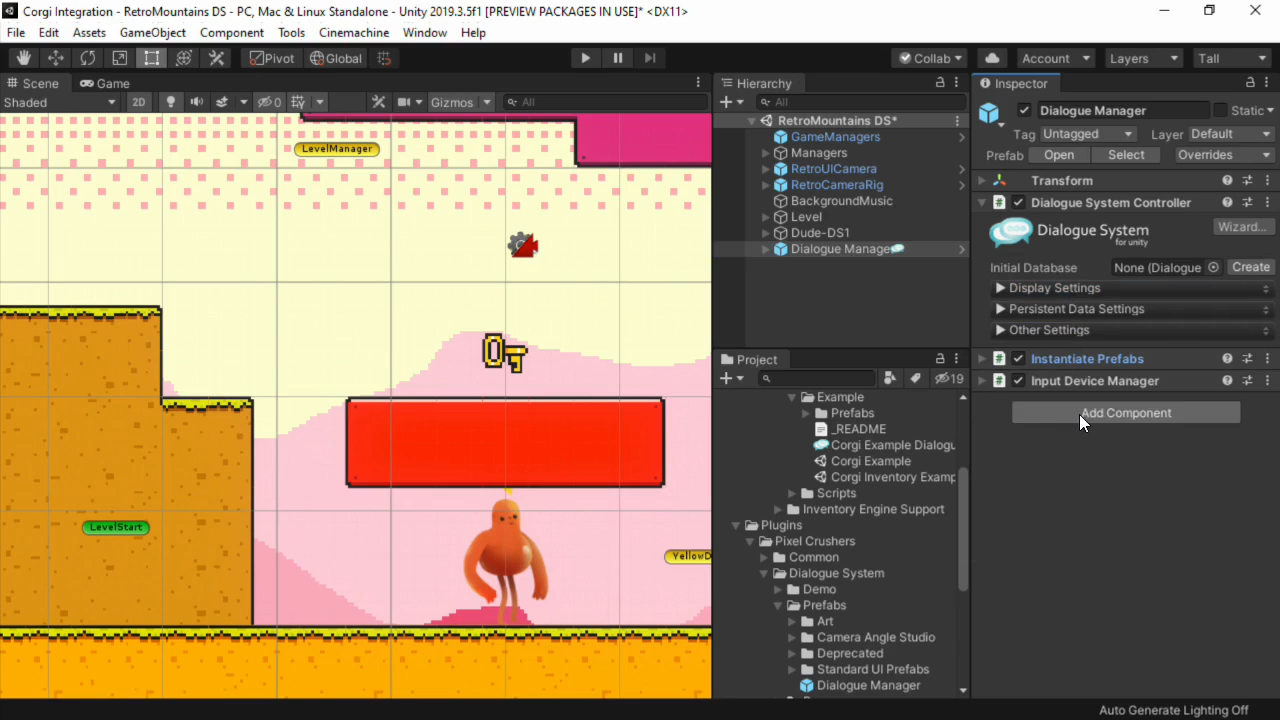 Corgi Integration - RetroMountains DS - PC, Mac & Linux Standalone - Unity 2019.3.5f1 [PREVIEW PACKAGES IN USE]* <DX11>
File Edit Assets GameObject Component Tools Cinemachine Window Help
Pivot Global Collab Account Layers Tall
Scene Game
Shaded 2D 0 Gizmos All
LevelManager
LevelStart
YellowD
Hierarchy
All
RetroMountains DS*
GameManagers
Managers
RetroUICamera
RetroCameraRig
BackgroundMusic
Level
Dude-DS1
Dialogue Manage
Project
19
Example
Prefabs
_README
Corgi Example Dialogu
Corgi Example
Corgi Inventory Examp
Scripts
Inventory Engine Support
Plugins
Pixel Crushers
Common
Dialogue System
Demo
Prefabs
Art
Camera Angle Studio
Deprecated
Standard UI Prefabs
Dialogue Manager
Inspector
Dialogue Manager Static
Tag Untagged Layer Default
Prefab Open Select Overrides
Transform
Dialogue System Controller
Dialogue System
for unity
Wizard...
Initial Database None (Dialogue Create
Display Settings
Persistent Data Settings
Other Settings
Instantiate Prefabs
Input Device Manager
Add Component
Auto Generate Lighting Off